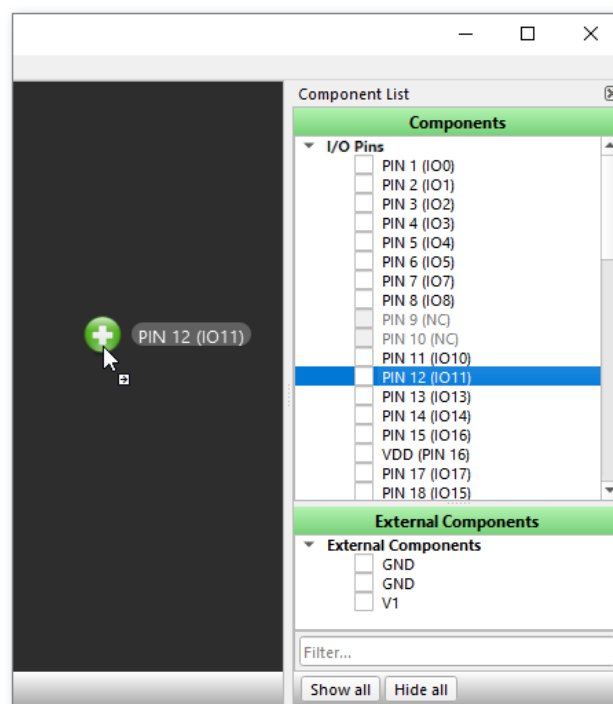 Component List
Components
I/O Pins
PIN 1 (IO0)
PIN 2 (IO1)
PIN 3 (IO2)
PIN 4 (IO3)
PIN 5 (IO4)
PIN 6 (IO5)
PIN 7 (IO7)
PIN 8 (IO8)
PIN 9 (NC)
PIN 10 (NC)
PIN 11 (IO10)
PIN 12 (IO11)
PIN 12 (IO11)
PIN 13 (IO13)
PIN 14 (IO14)
PIN 15 (IO16)
VDD (PIN 16)
PIN 17 (IO17)
PIN 18 (IO15)
External Components
External Components
GND
GND
V1
Filter...
Show all
Hide all